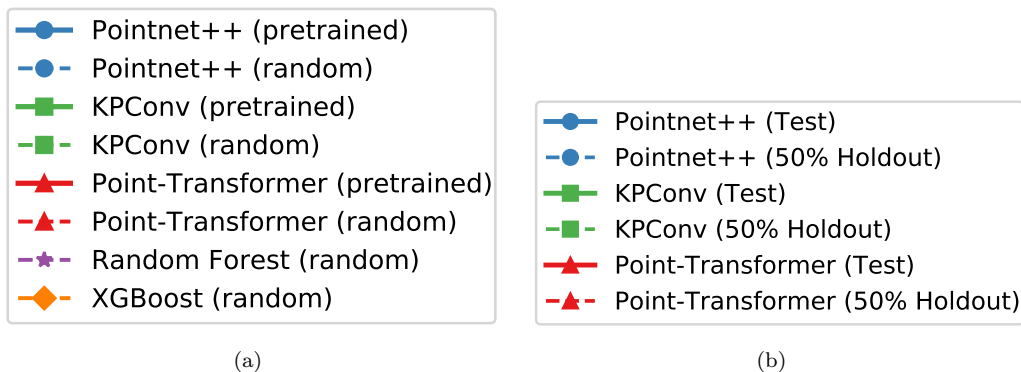 Pointnet++ (pretrained)
Pointnet++ (random)
KPConv (pretrained)
KPConv (random)
Point-Transformer (pretrained)
Point-Transformer (random)
Random Forest (random)
XGBoost (random)
(a)
Pointnet++ (Test)
Pointnet++ (50% Holdout)
KPConv (Test)
KPConv (50% Holdout)
Point-Transformer (Test)
Point-Transformer (50% Holdout)
(b)